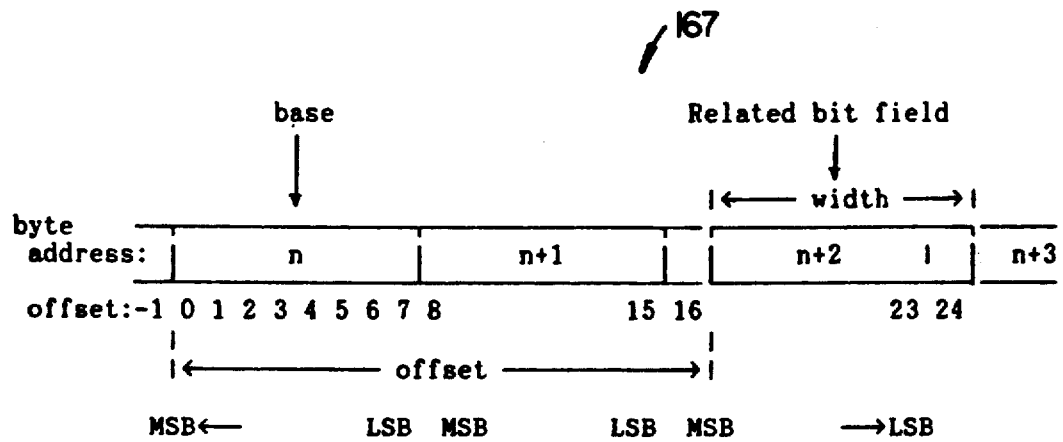 167
base Related bit field
width
byte
address: n n+1 n+2 n+3
offset:-1 0 1 2 3 4 5 6 7 8 15 16 23 24
offset
MSB LSB MSB LSB MSB LSB